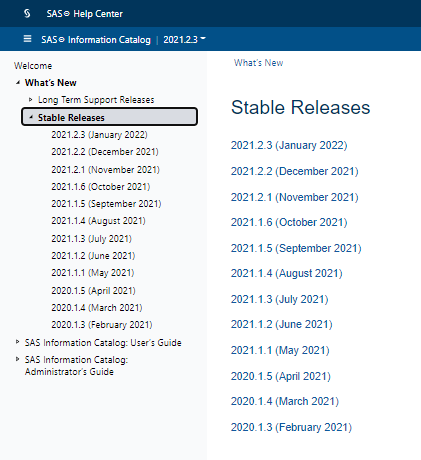 SAS® Help Center
SAS® Information Catalog | 2021.2.3
Welcome
What's New
Long Term Support Releases
Stable Releases
2021.2.3 (January 2022)
2021.2.2 (December 2021)
2021.2.1 (November 2021)
2021.1.6 (October 2021)
2021.1.5 (September 2021)
2021.1.4 (August 2021)
2021.1.3 (July 2021)
2021.1.2 (June 2021)
2021.1.1 (May 2021)
2020.1.5 (April 2021)
2020.1.4 (March 2021)
2020.1.3 (February 2021)
SAS Information Catalog: User's Guide
SAS Information Catalog:
Administrator's Guide
What's New
Stable Releases
2021.2.3 (January 2022)
2021.2.2 (December 2021)
2021.2.1 (November 2021)
2021.1.6 (October 2021)
2021.1.5 (September 2021)
2021.1.4 (August 2021)
2021.1.3 (July 2021)
2021.1.2 (June 2021)
2021.1.1 (May 2021)
2020.1.5 (April 2021)
2020.1.4 (March 2021)
2020.1.3 (February 2021)